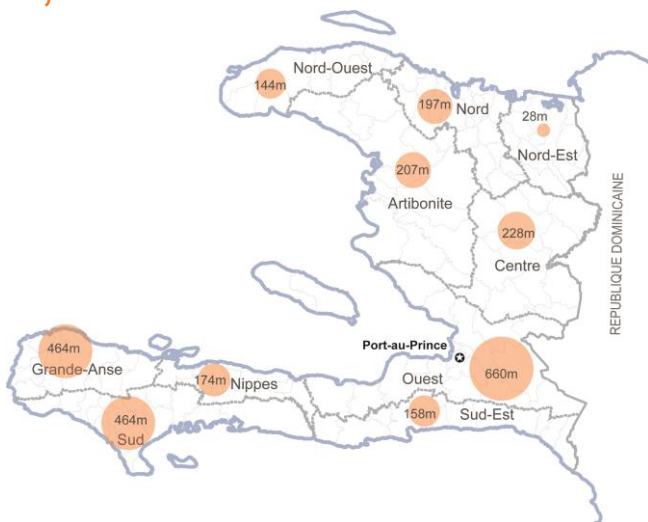 Nord-Ouest
144m
197m
Nord
28m
Nord-Est
207m
Artibonite
228m
Centre
REPUBLIQUE DOMINICAINE
464m
Grande-Anse
Port-au-Prince
174m
Nippes
Ouest
660m
158m
Sud-Est
464m
Sud